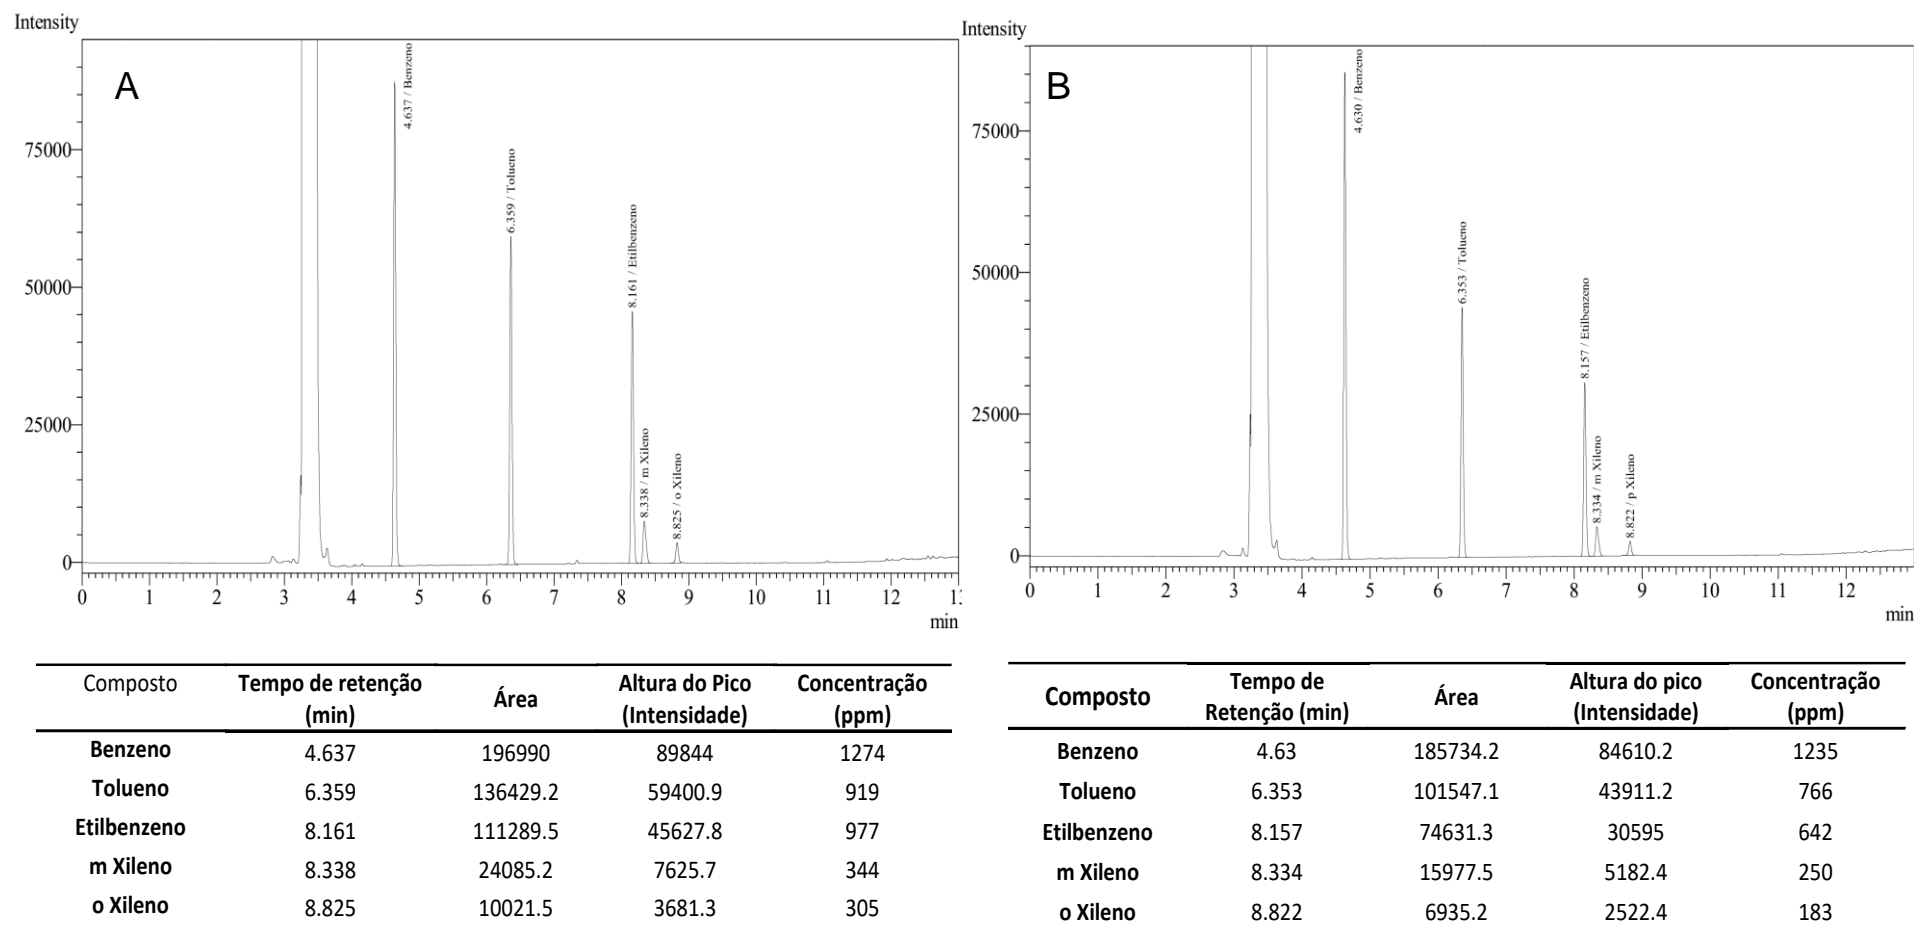 Intensity
A
75000
50000
25000
0
4.637 / Benzeno
6.359 / Tolueno
8.161 / Etilbenzeno
8.338 / m Xileno
8.825 / o Xileno
0 1 2 3 4 5 6 7 8 9 10 11 12
min
Intensity
B
75000
50000
25000
0
4.630 / Benzeno
6.353 / Tolueno
8.157 / Etilbenzeno
8.334 / m Xileno
8.822 / p Xileno
0 1 2 3 4 5 6 7 8 9 10 11 12
min
Composto Tempo de retenção (min) Área Altura do Pico (Intensidade) Concentração (ppm)
Benzeno 4.637 196990 89844 1274
Tolueno 6.359 136429.2 59400.9 919
Etilbenzeno 8.161 111289.5 45627.8 977
m Xileno 8.338 24085.2 7625.7 344
o Xileno 8.825 10021.5 3681.3 305
Composto Tempo de Retenção (min) Área Altura do pico (Intensidade) Concentração (ppm)
Benzeno 4.63 185734.2 84610.2 1235
Tolueno 6.353 101547.1 43911.2 766
Etilbenzeno 8.157 74631.3 30595 642
m Xileno 8.334 15977.5 5182.4 250
o Xileno 8.822 6935.2 2522.4 183